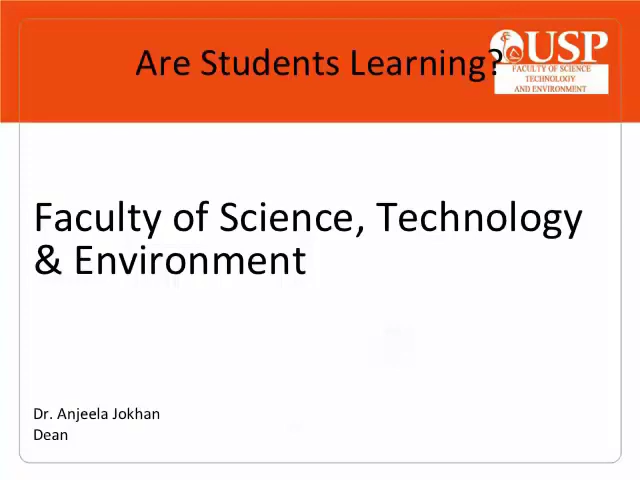 Are Students Learning?
USP
FACULTY OF SCIENCE
TECHNOLOGY
AND ENVIRONMENT
Faculty of Science, Technology
& Environment
Dr. Anjeela Jokhan
Dean